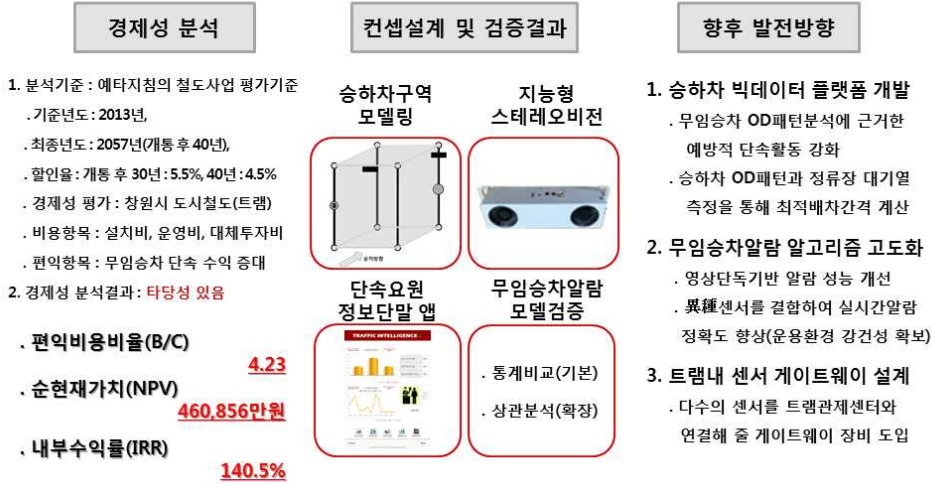 경제성 분석
1. 분석기준 : 예타지침의 철도사업 평가기준
. 기준년도 : 2013년,
. 최종년도 : 2057년(개통 후 40년),
. 할인율 : 개통 후 30년 : 5.5%, 40년 : 4.5%
. 경제성 평가 : 창원시 도시철도(트램)
. 비용항목 : 설치비, 운영비, 대체투자비
. 편익항목 : 무임승차 단속 수익 증대
2. 경제성 분석결과 : 타당성 있음
. 편익비용비율(B/C)
4.23
. 순현재가치(NPV)
460,856만원
. 내부수익률(IRR)
140.5%
컨셉설계 및 검증결과
승하차구역
모델링
승차방향
지능형
스테레오비전
단속요원
정보단말 앱
TRAFFIC INTELLIGENCE
무임승차알람
모델검증
. 통계비교(기본)
. 상관분석(확장)
향후 발전방향
1. 승하차 빅데이터 플랫폼 개발
. 무임승차 OD패턴분석에 근거한
예방적 단속활동 강화
. 승하차 OD패턴과 정류장 대기열
측정을 통해 최적배차간격 계산
2. 무임승차알람 알고리즘 고도화
. 영상단독기반 알람 성능 개선
. 異種센서를 결합하여 실시간알람
정확도 향상(운용환경 강건성 확보)
3. 트램내 센서 게이트웨이 설계
. 다수의 센서를 트램관제센터와
연결해 줄 게이트웨이 장비 도입